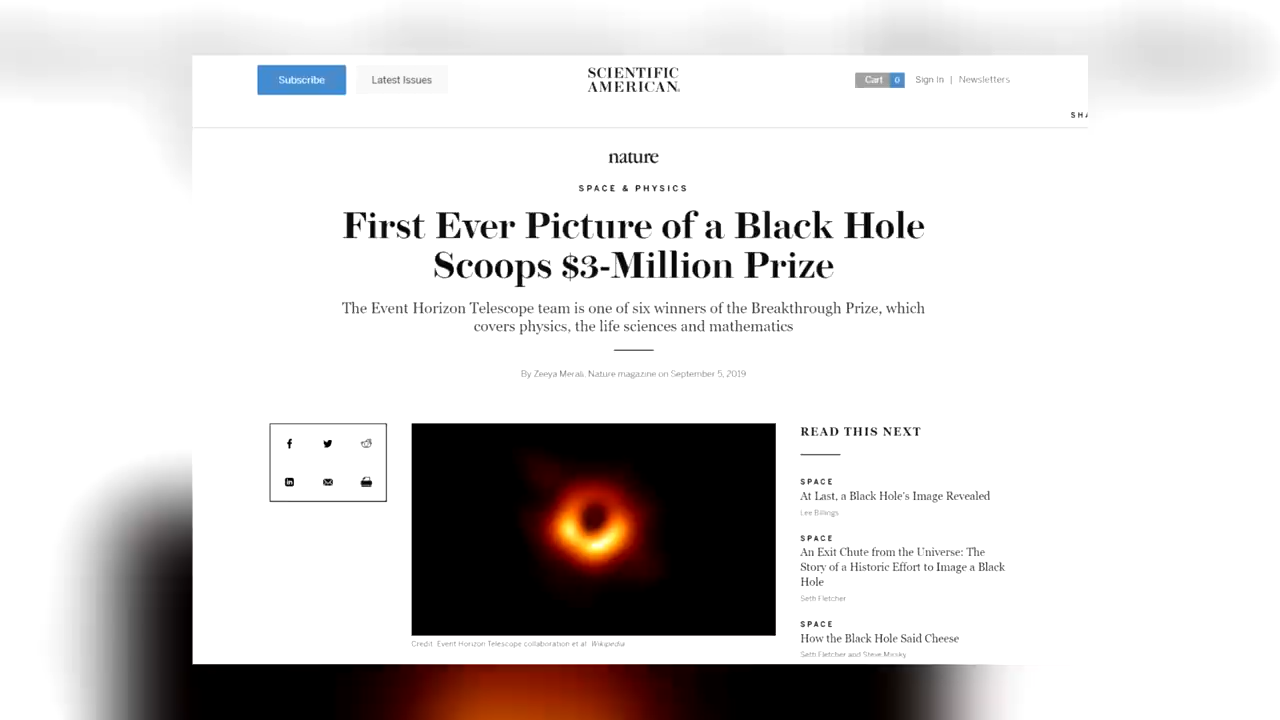 Subscribe
Latest Issues
SCIENTIFIC
AMERICAN
Cart 0
Sign In | Newsletters
nature
SPACE & PHYSICS
First Ever Picture of a Black Hole
Scoops $3-Million Prize
The Event Horizon Telescope team is one of six winners of the Breakthrough Prize, which
covers physics, the life sciences and mathematics
By Zeeya Merali, Nature magazine on September 5, 2019
Credit: Event Horizon Telescope collaboration et al. Wikipedia
READ THIS NEXT
SPACE
At Last, a Black Hole's Image Revealed
Lee Billings
SPACE
An Exit Chute from the Universe: The
Story of a Historic Effort to Image a Black
Hole
Seth Fletcher
SPACE
How the Black Hole Said Cheese
Seth Fletcher and Steve Mirsky